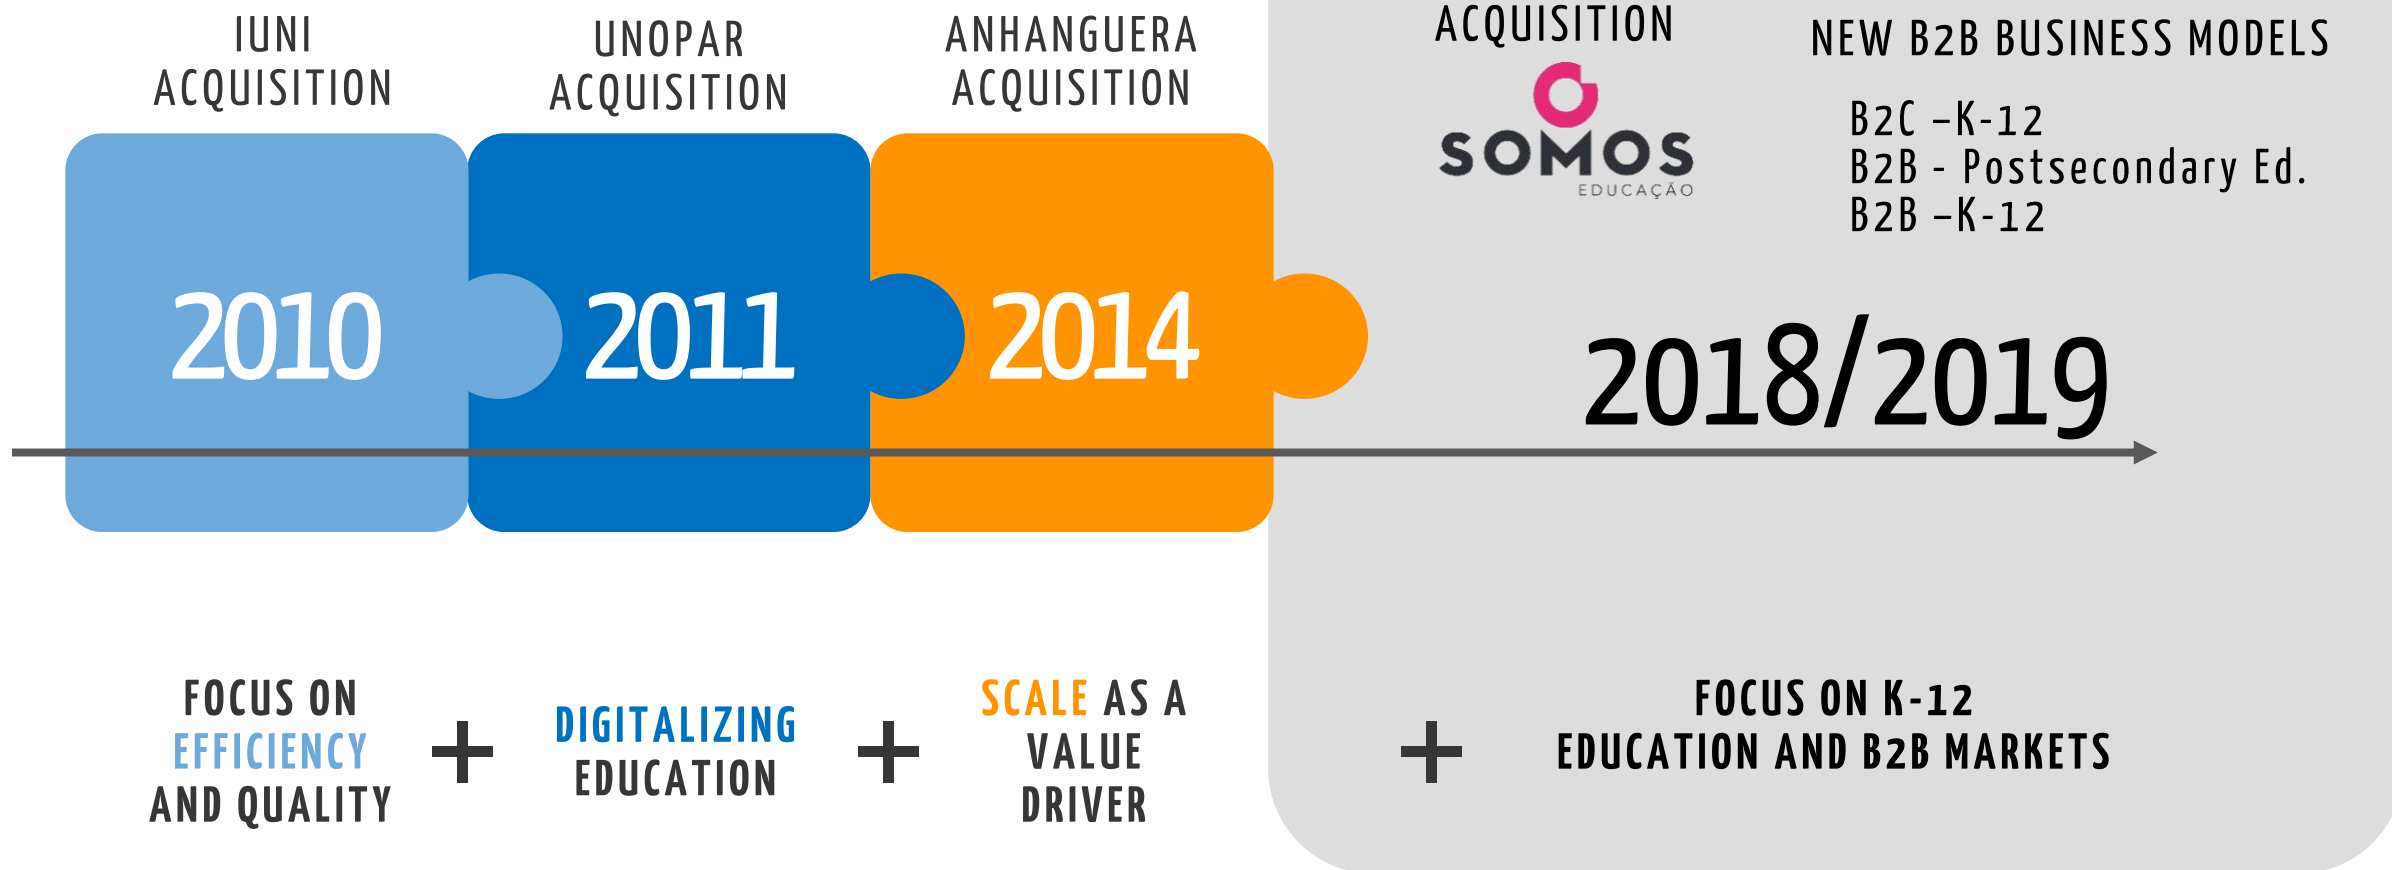 IUNI
ACQUISITION
UNOPAR
ACQUISITION
ANHANGUERA
ACQUISITION
ACQUISITION
SOMOS
EDUCAÇÃO
NEW B2B BUSINESS MODELS
B2C –K-12
B2B - Postsecondary Ed.
B2B –K-12
2010
2011
2014
2018/2019
FOCUS ON
EFFICIENCY
AND QUALITY
+
DIGITALIZING
EDUCATION
+
SCALE AS A
VALUE
DRIVER
+
FOCUS ON K-12
EDUCATION AND B2B MARKETS